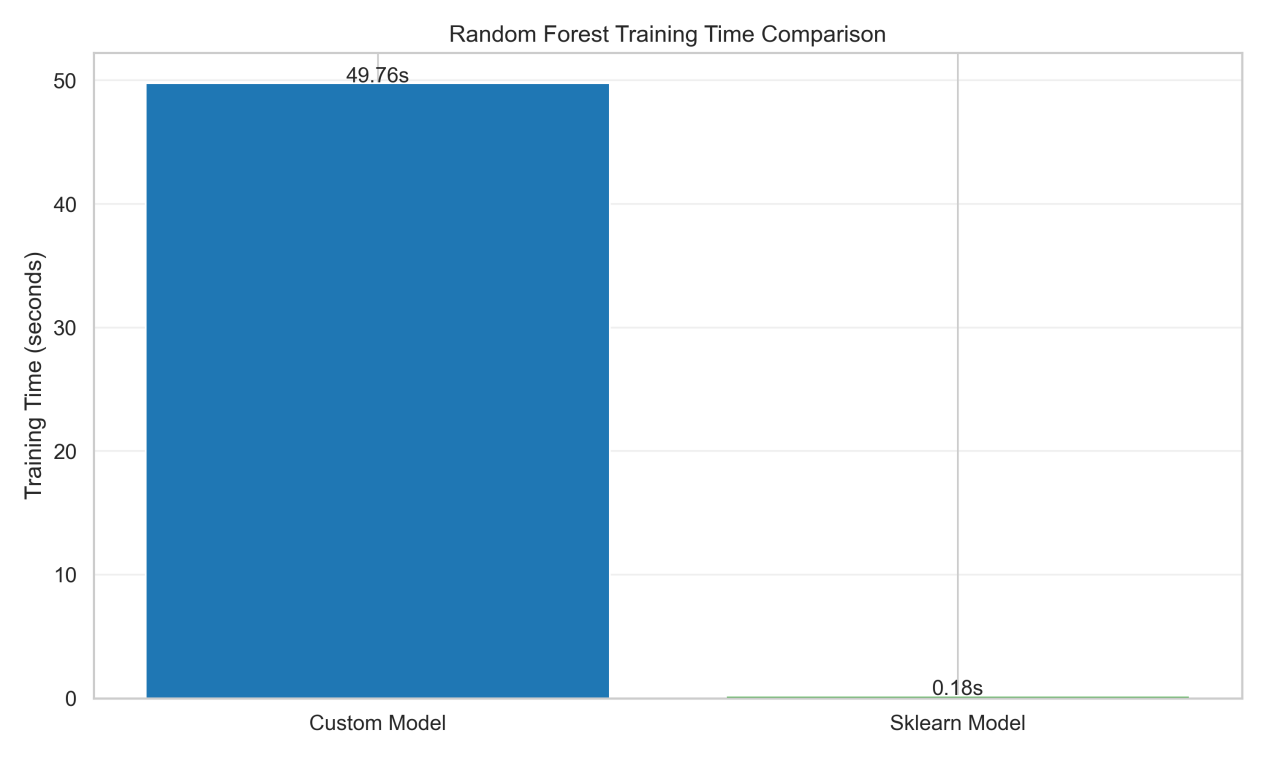 Random Forest Training Time Comparison
Training Time (seconds)
50
40
30
20
10
0
49.76s
0.18s
Custom Model
Sklearn Model